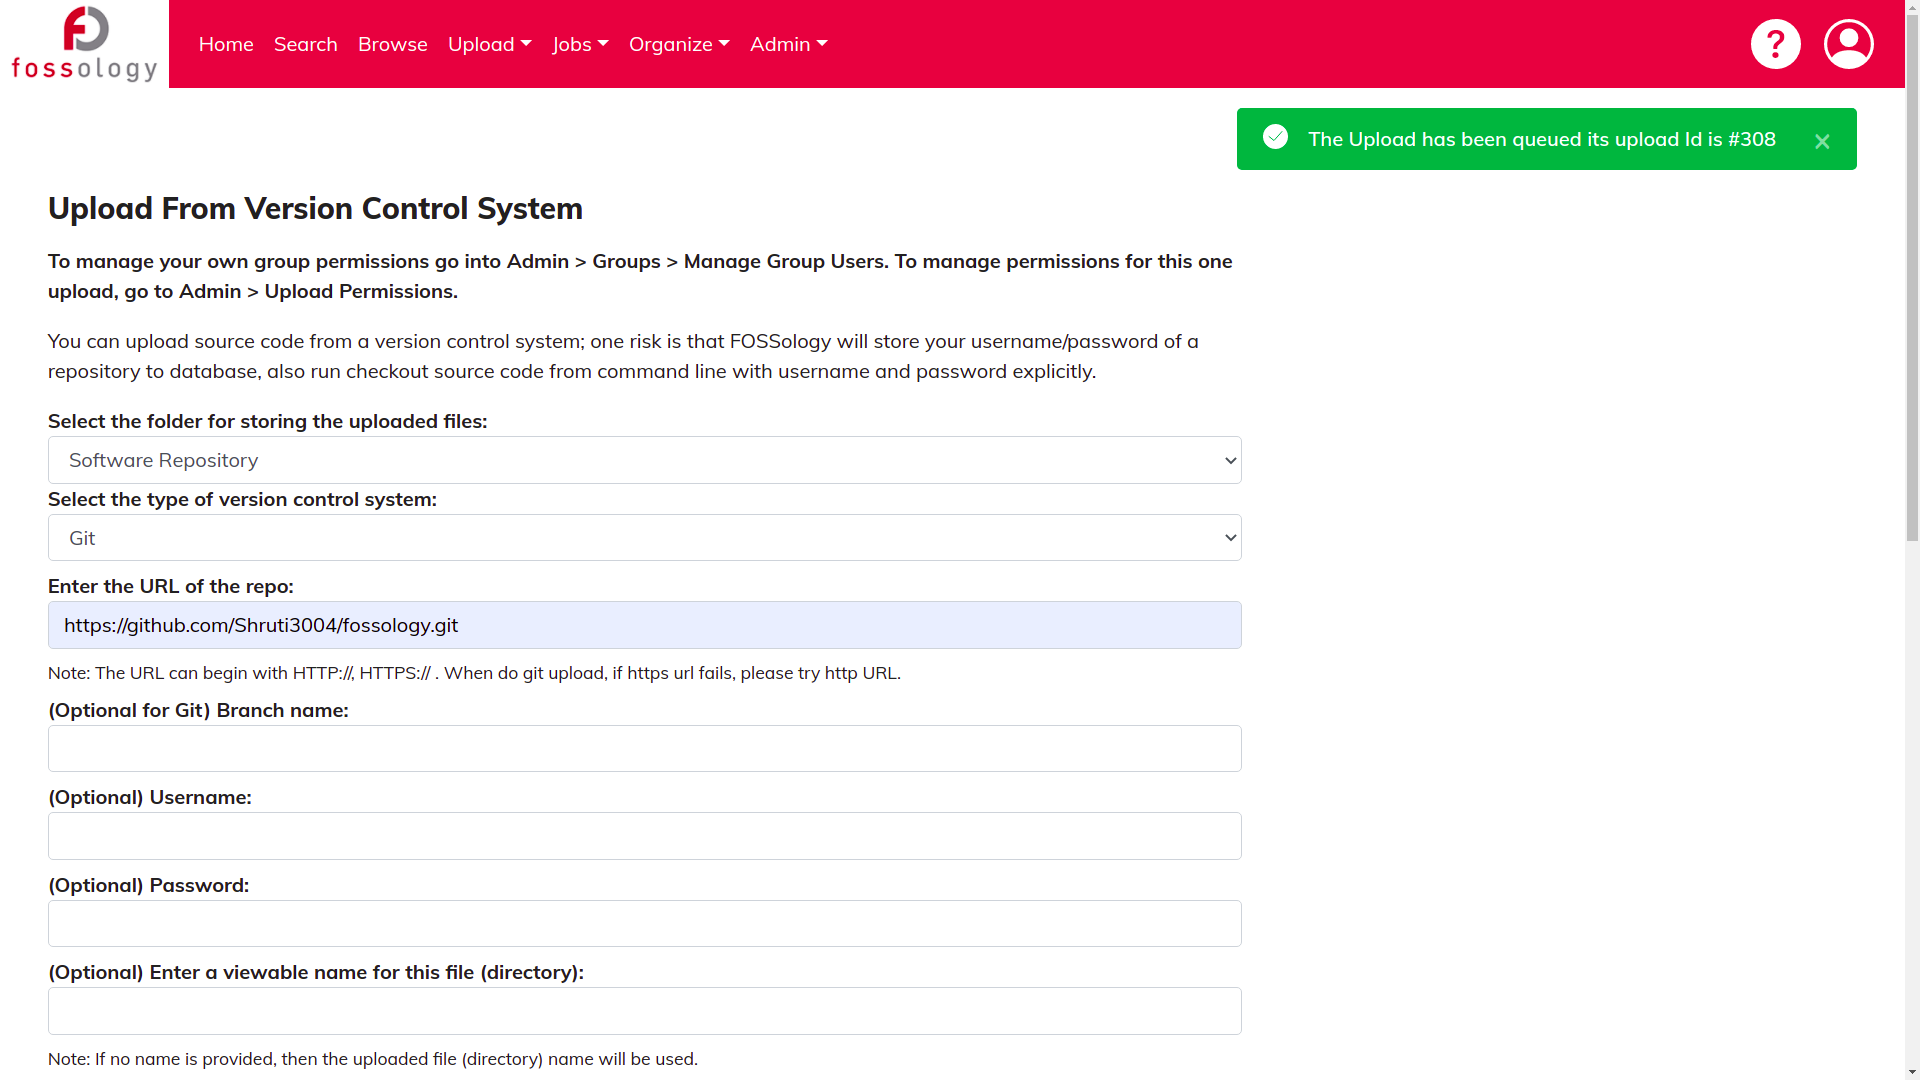 fossology
Home Search Browse Upload Jobs Organize Admin
?
The Upload has been queued its upload Id is #308 ×
Upload From Version Control System
To manage your own group permissions go into Admin > Groups > Manage Group Users. To manage permissions for this one
upload, go to Admin > Upload Permissions.
You can upload source code from a version control system; one risk is that FOSSology will store your username/password of a
repository to database, also run checkout source code from command line with username and password explicitly.
Select the folder for storing the uploaded files:
Software Repository
Select the type of version control system:
Git
Enter the URL of the repo:
https://github.com/Shruti3004/fossology.git
Note: The URL can begin with HTTP://, HTTPS:// . When do git upload, if https url fails, please try http URL.
(Optional for Git) Branch name:
(Optional) Username:
(Optional) Password:
(Optional) Enter a viewable name for this file (directory):
Note: If no name is provided, then the uploaded file (directory) name will be used.